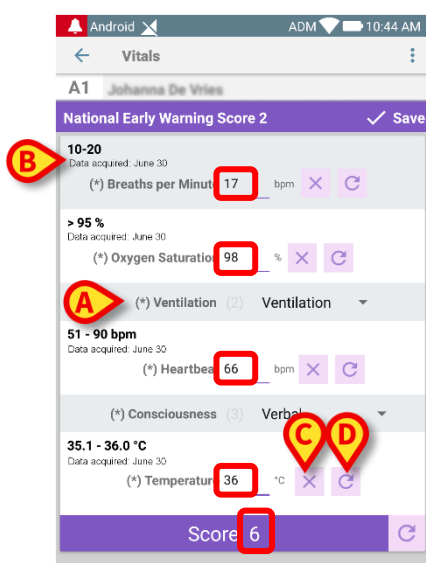 Android ADM 10:44 AM
Vitals
A1 Johanna De Vries
National Early Warning Score 2 Save
10-20
Data acquired: June 30
B
(*) Breaths per Minut 17 bpm
> 95 %
Data acquired: June 30
(*) Oxygen Saturatio 98 %
A (*) Ventilation (2) Ventilation
51 - 90 bpm
Data acquired: June 30
(*) Heartbea 66 bpm
(*) Consciousness (3) Verbal
C D
35.1 - 36.0 °C
Data acquired: June 30
(*) Temperatur 36 °C
Score 6